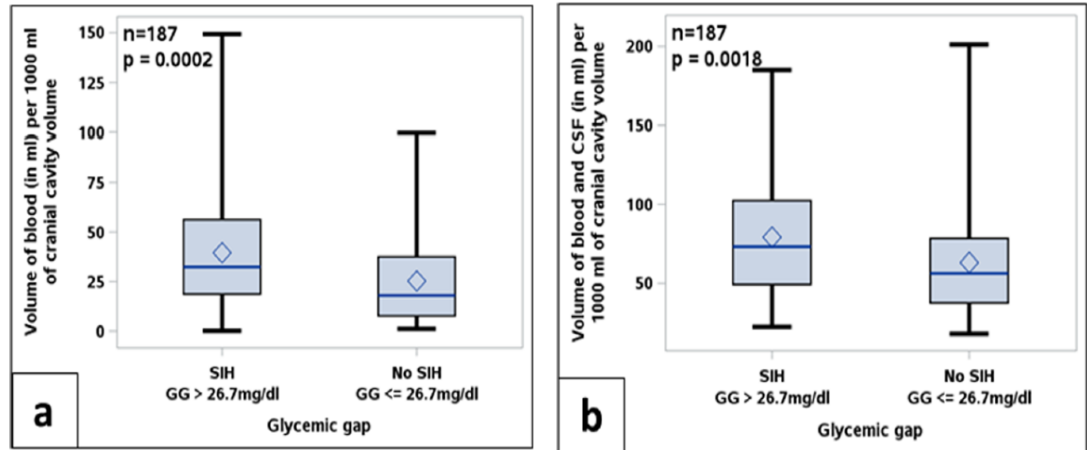 Volume of blood (in ml) per 1000 ml
of cranial cavity volume
n=187
p = 0.0002
150
125
100
75
50
25
0
SIH
GG > 26.7mg/dl
No SIH
GG <= 26.7mg/dl
Glycemic gap
a
Volume of blood and CSF (in ml) per
1000 ml of cranial cavity volume
n=187
p = 0.0018
200
150
100
50
SIH
GG > 26.7mg/dl
No SIH
GG <= 26.7mg/dl
Glycemic gap
b